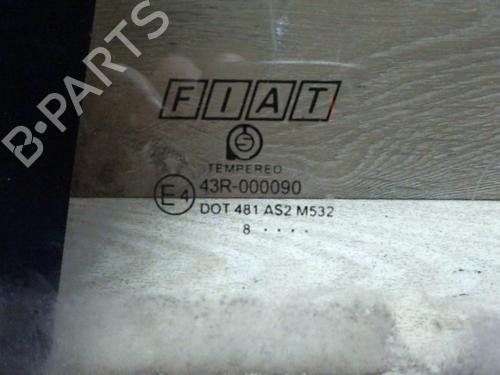 B-PARTS
FIAT
TEMPERED
E4 43R-000090
DOT 481 AS2 M532
8 ....